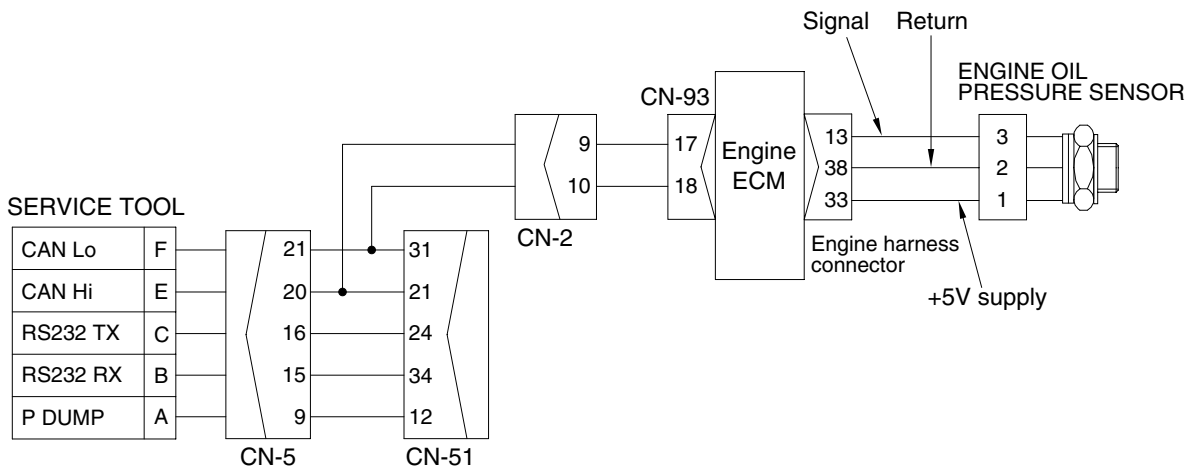 Signal Return
ENGINE OIL
PRESSURE SENSOR
CN-93
Engine
ECM
9 17 13 3
10 18 38 2
33 1
CN-2
Engine harness
connector
+5V supply
SERVICE TOOL
CAN Lo F 21 31
CAN Hi E 20 21
RS232 TX C 16 24
RS232 RX B 15 34
P DUMP A 9 12
CN-5 CN-51